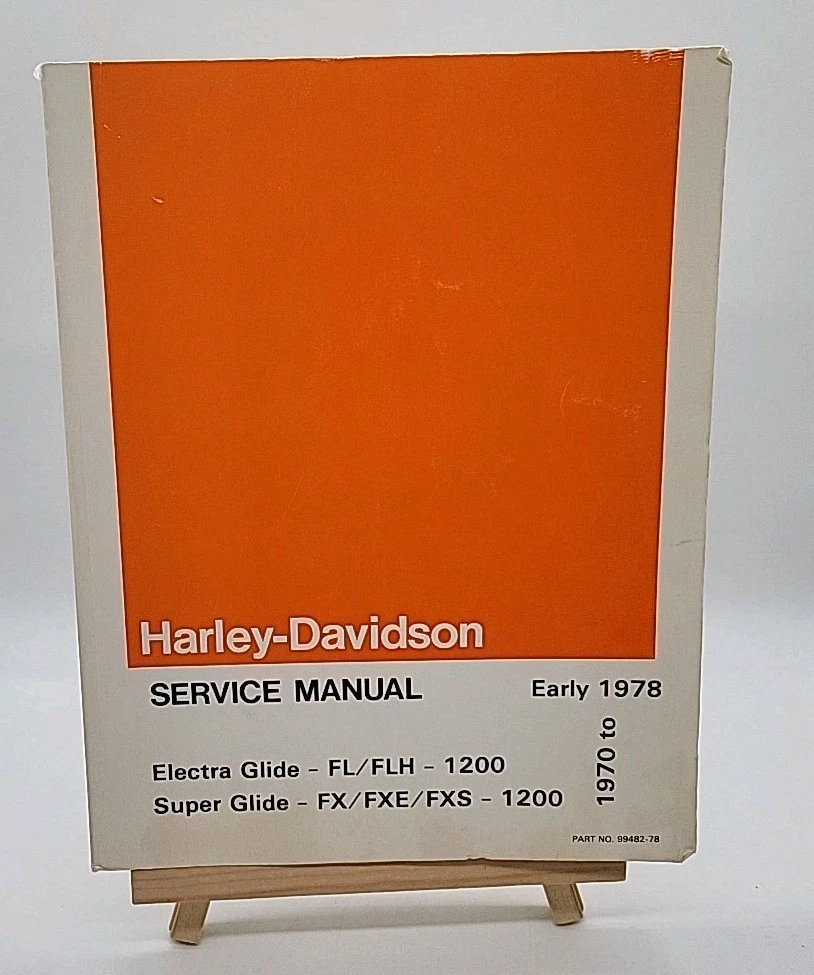 Harley-Davidson
SERVICE MANUAL
1970 to
Early 1978
Electra Glide - FL/FLH - 1200
Super Glide - FX/FXE/FXS - 1200
PART NO. 99482-78